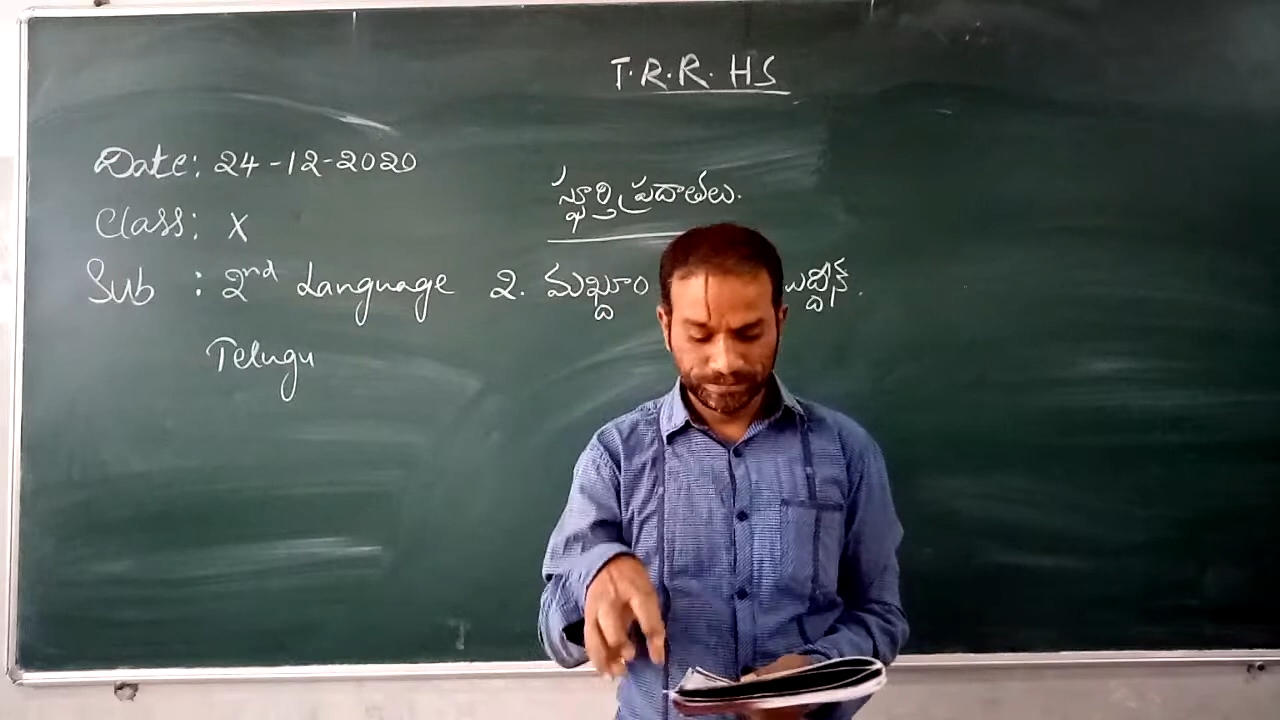 T.R.R. HS
Date: 24-12-2020
Class: X
Sub : 2nd Language
Telugu
స్ఫూర్తి ప్రదాతలు.
2. మఖ్దూం